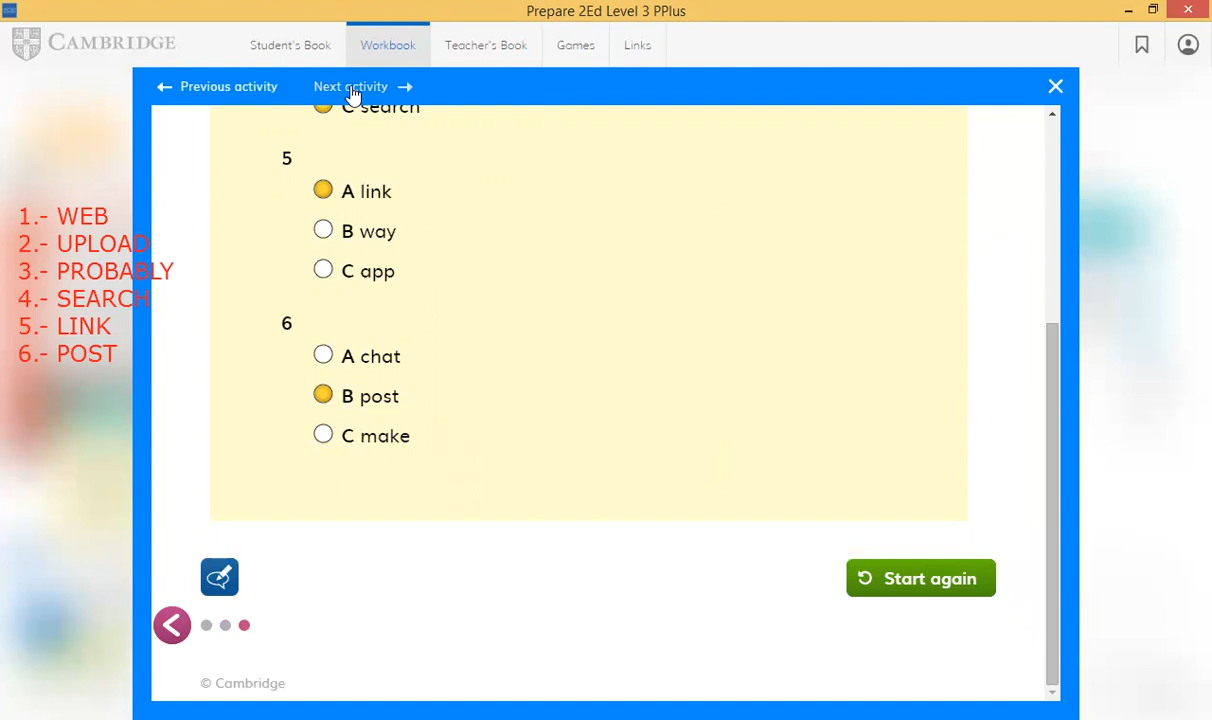 Prepare 2Ed Level 3 PPlus
CAMBRIDGE
Student's Book
Workbook
Teacher's Book
Games
Links
Previous activity
Next activity
C search
5
A link
B way
C app
6
A chat
B post
C make
1.- WEB
2.- UPLOAD
3.- PROBABLY
4.- SEARCH
5.- LINK
6.- POST
Start again
© Cambridge